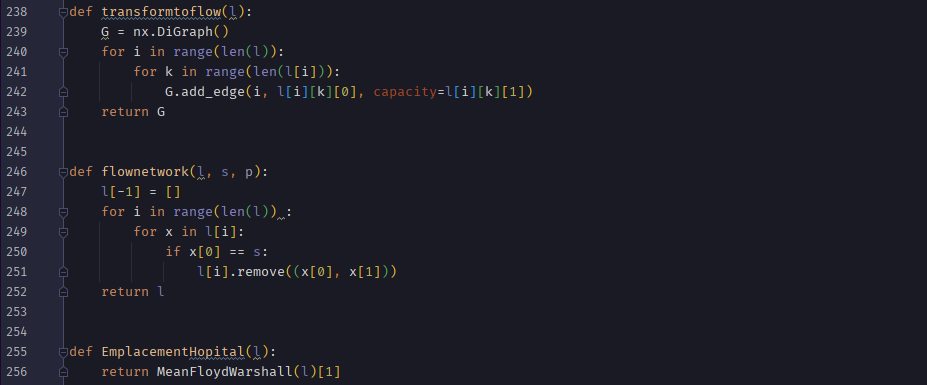 238 def transformtoflow(l):
239     G = nx.DiGraph()
240     for i in range(len(l)):
241         for k in range(len(l[i])):
242             G.add_edge(i, l[i][k][0], capacity=l[i][k][1])
243     return G
244
245
246 def flownetwork(l, s, p):
247     l[-1] = []
248     for i in range(len(l)) :
249         for x in l[i]:
250             if x[0] == s:
251                 l[i].remove((x[0], x[1]))
252     return l
253
254
255 def EmplacementHopital(l):
256     return MeanFloydWarshall(l)[1]